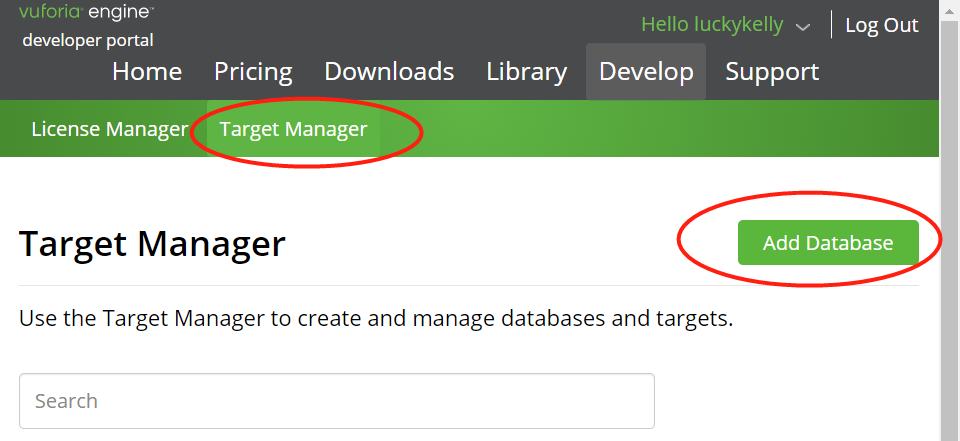 vuforia engine™
developer portal
Hello luckykelly
Log Out
Home Pricing Downloads Library Develop Support
License Manager Target Manager
Target Manager
Add Database
Use the Target Manager to create and manage databases and targets.
Search